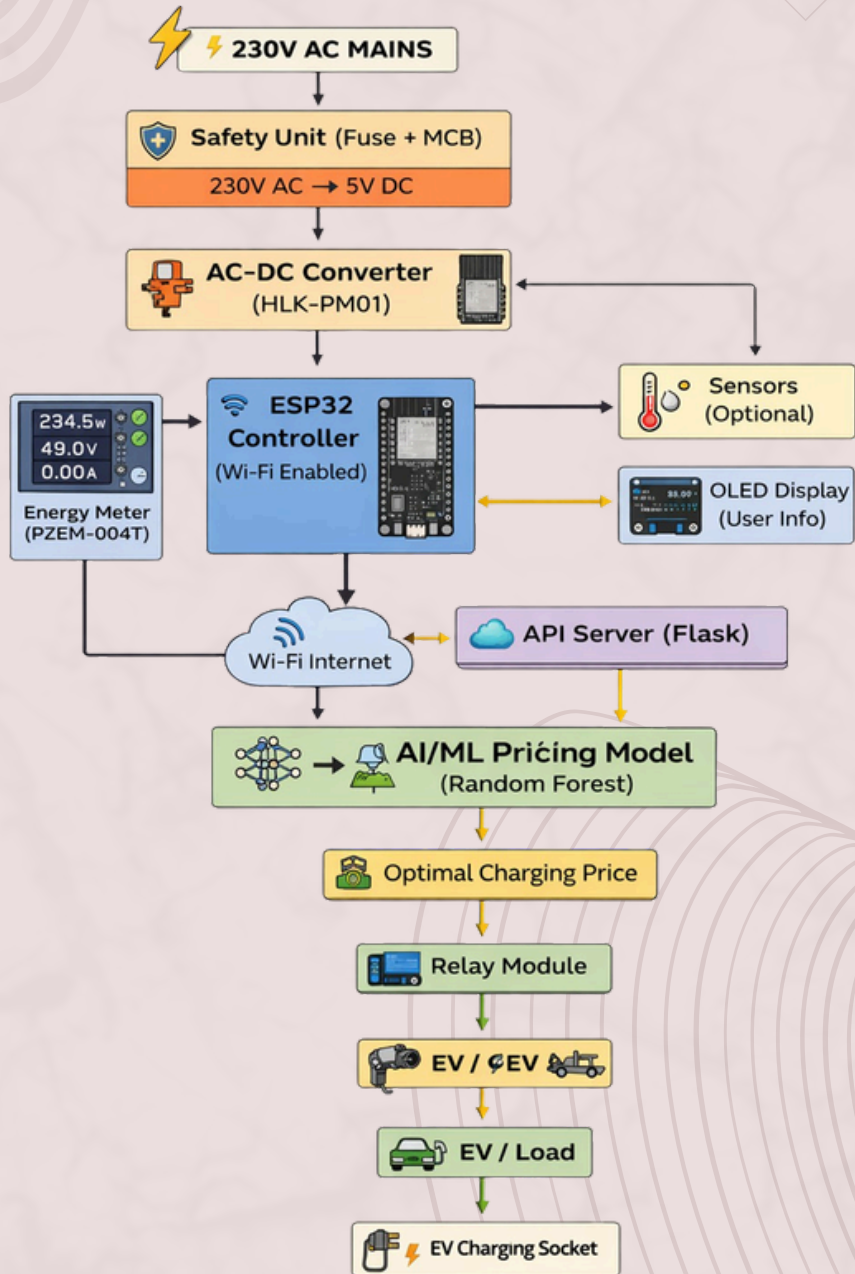 230V AC MAINS
Safety Unit (Fuse + MCB)
230V AC → 5V DC
AC-DC Converter
(HLK-PM01)
234.5w
49.0V
0.00A
Energy Meter
(PZEM-004T)
ESP32
Controller
(Wi-Fi Enabled)
Sensors
(Optional)
OLED Display
(User Info)
Wi-Fi Internet
API Server (Flask)
AI/ML Pricing Model
(Random Forest)
Optimal Charging Price
Relay Module
EV / EV
EV / Load
EV Charging Socket